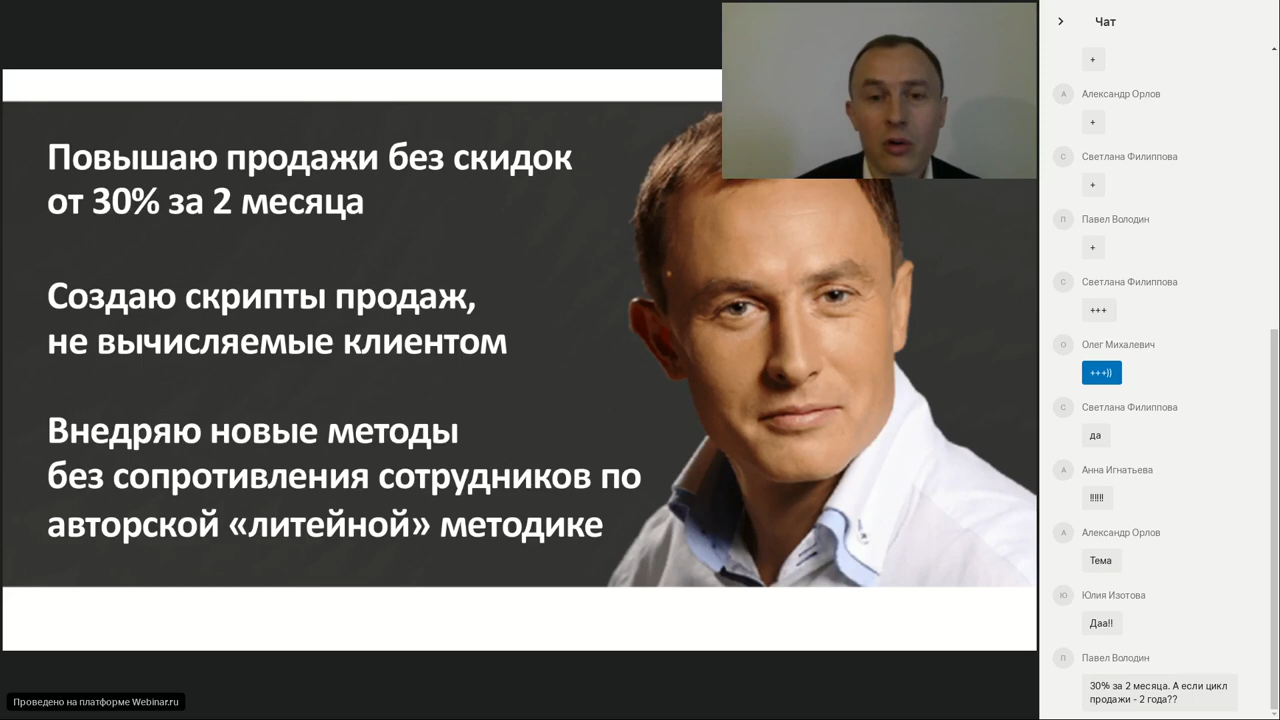 Повышаю продажи без скидок
от 30% за 2 месяца
Создаю скрипты продаж,
не вычисляемые клиентом
Внедряю новые методы
без сопротивления сотрудников по
авторской «литейной» методике
Проведено на платформе Webinar.ru
Чат
+
А
Александр Орлов
+
С
Светлана Филиппова
+
П
Павел Володин
+
С
Светлана Филиппова
+++
О
Олег Михалевич
+++))
С
Светлана Филиппова
да
А
Анна Игнатьева
!!!!!!
А
Александр Орлов
Тема
Ю
Юлия Изотова
Даа!!
П
Павел Володин
30% за 2 месяца. А если цикл
продажи - 2 года??